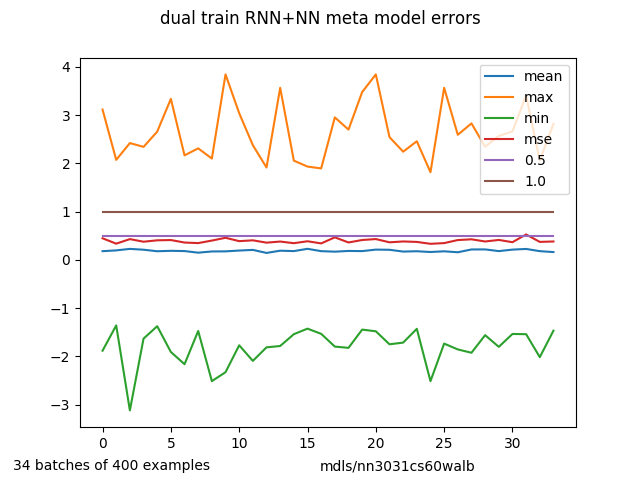 dual train RNN+NN meta model errors
4
3
2
1
0
−1
−2
−3
mean
max
min
mse
0.5
1.0
0 5 10 15 20 25 30
34 batches of 400 examples mdls/nn3031cs60walb